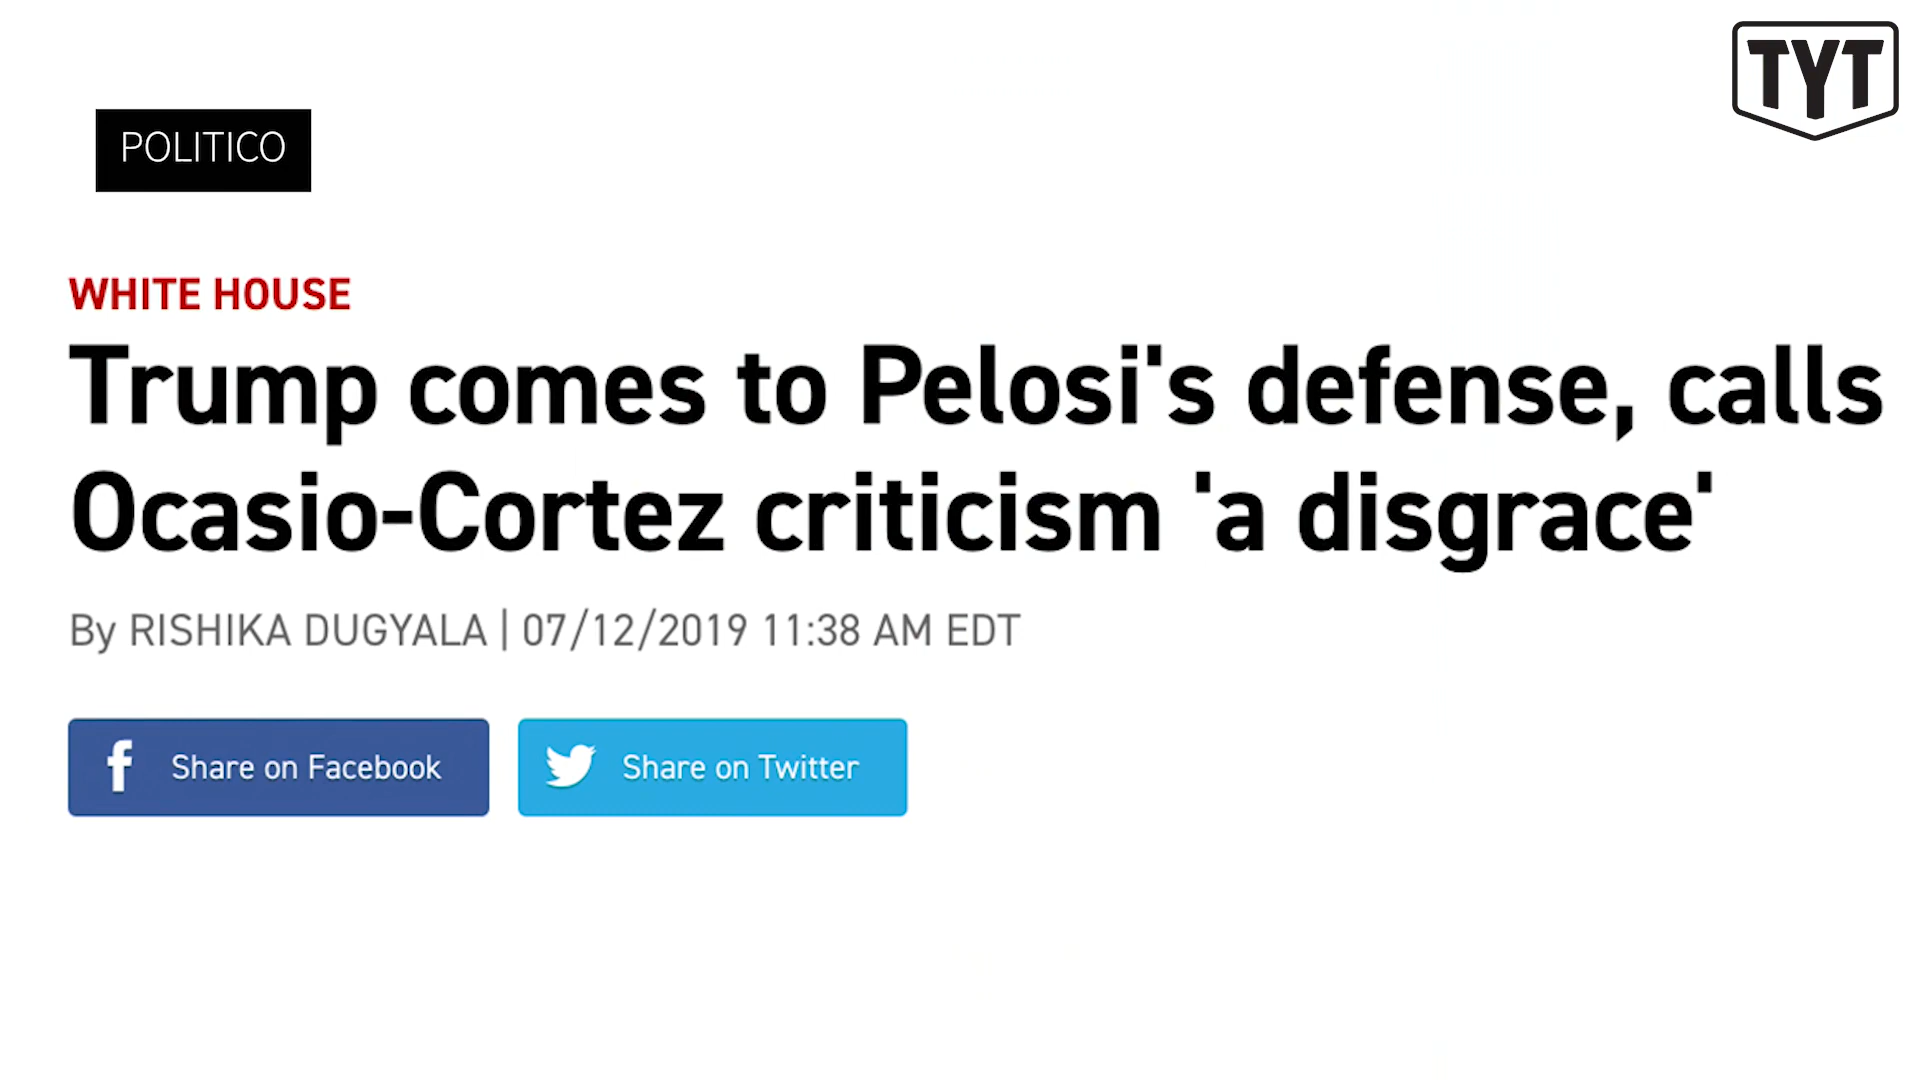 TYT
POLITICO
WHITE HOUSE
Trump comes to Pelosi's defense, calls
Ocasio-Cortez criticism 'a disgrace'
By RISHIKA DUGYALA | 07/12/2019 11:38 AM EDT
Share on Facebook
Share on Twitter